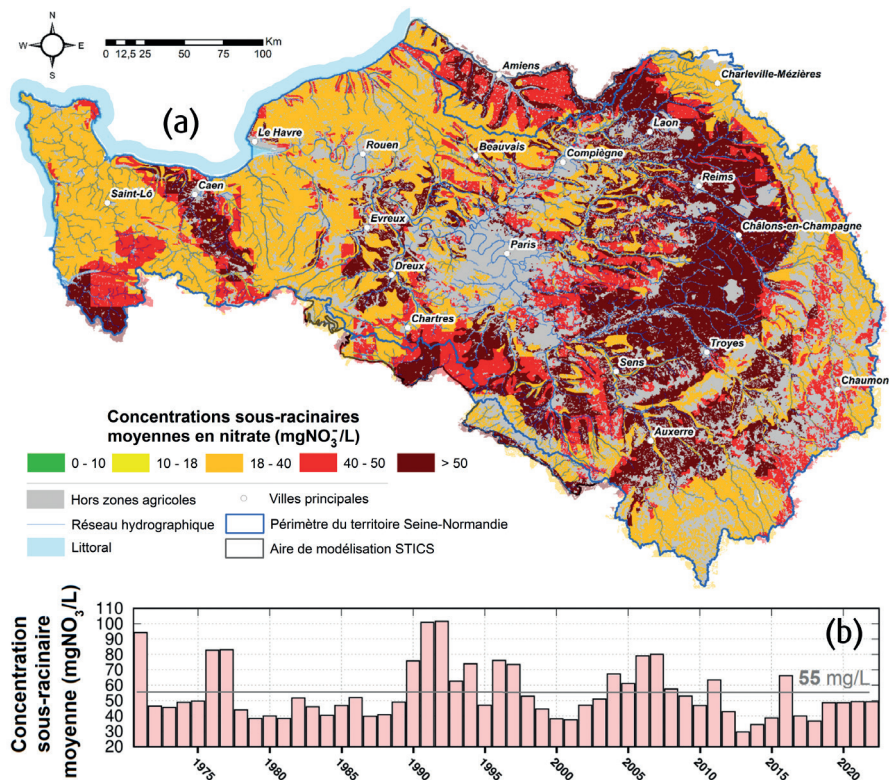 N
W
E
S
Km
0
12,5
25
50
75
100
(a)
Amiens
Charleville-Mézières
Laon
Le Havre
Rouen
Beauvais
Compiègne
Reims
Saint-Lô
Caen
Evreux
Paris
Châlons-en-Champagne
Dreux
Chartres
Sens
Troyes
Chaumon
Auxerre
Concentrations sous-racinaires
moyennes en nitrate (mgNO₃⁻/L)
0 - 10
10 - 18
18 - 40
40 - 50
> 50
Hors zones agricoles
Villes principales
Réseau hydrographique
Périmètre du territoire Seine-Normandie
Littoral
Aire de modélisation STICS
Concentration
sous-racinaire
moyenne (mgNO₃/L)
110
100
90
80
70
60
50
40
30
20
(b)
55 mg/L
1975
1980
1985
1990
1995
2000
2005
2010
2015
2020